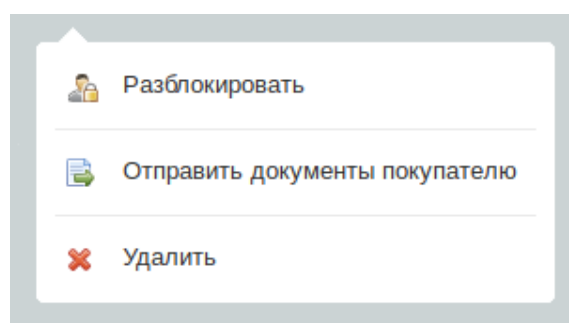 Разблокировать
Отправить документы покупателю
Удалить